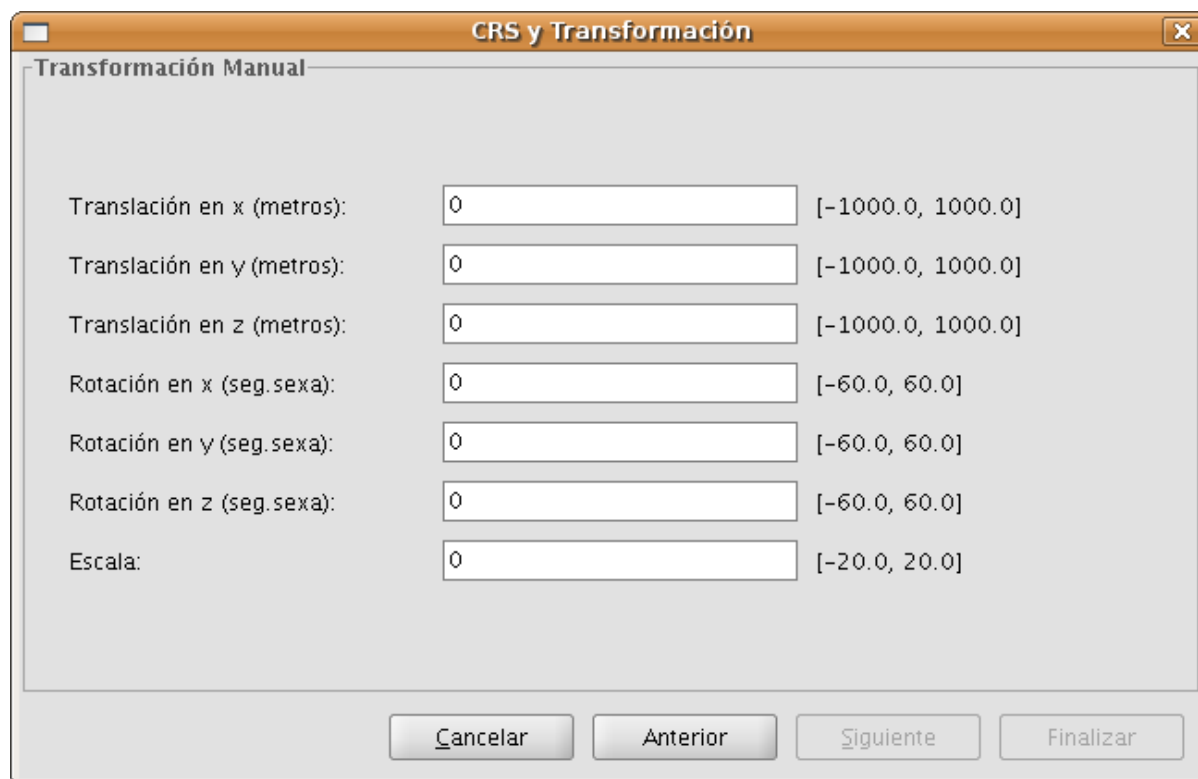 CRS y Transformación
Transformación Manual
Translación en x (metros): 0 [-1000.0, 1000.0]
Translación en y (metros): 0 [-1000.0, 1000.0]
Translación en z (metros): 0 [-1000.0, 1000.0]
Rotación en x (seg.sexa): 0 [-60.0, 60.0]
Rotación en y (seg.sexa): 0 [-60.0, 60.0]
Rotación en z (seg.sexa): 0 [-60.0, 60.0]
Escala: 0 [-20.0, 20.0]
Cancelar Anterior Siguiente Finalizar